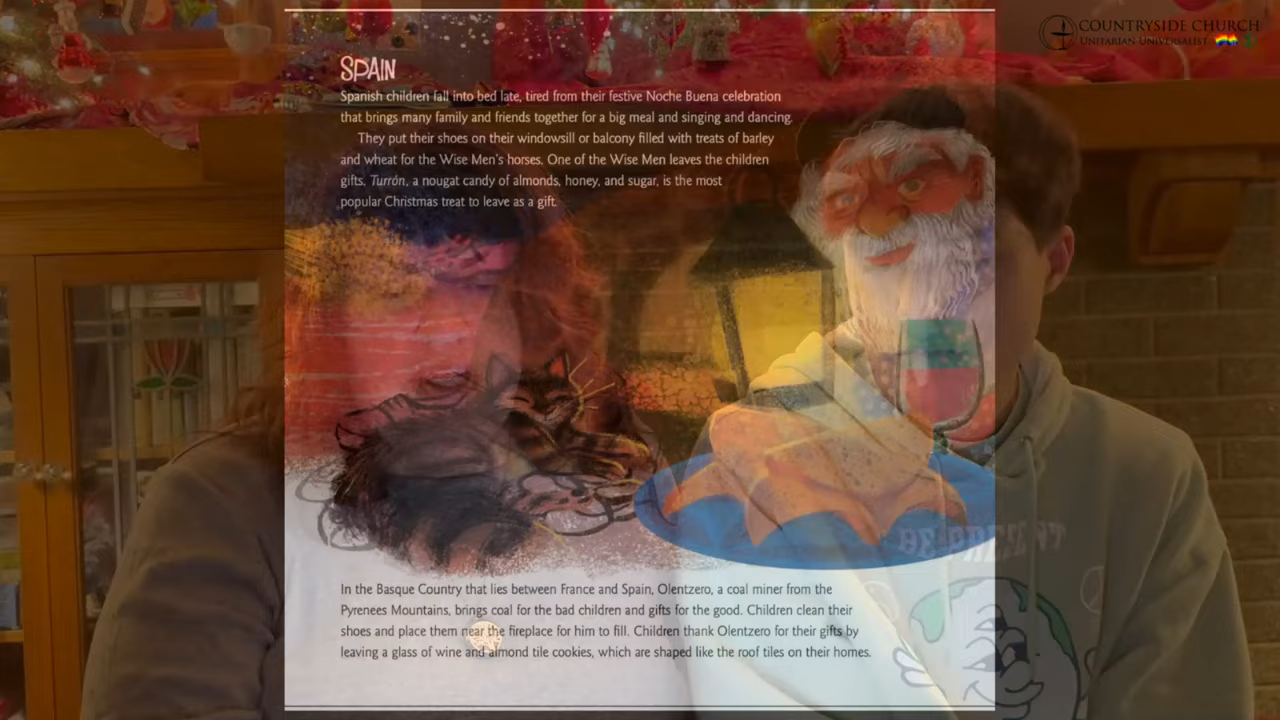 COUNTRYSIDE CHURCH
UNITARIAN UNIVERSALIST
SPAIN
Spanish children fall into bed late, tired from their festive Noche Buena celebration
that brings many family and friends together for a big meal and singing and dancing.
They put their shoes on their windowsill or balcony filled with treats of barley
and wheat for the Wise Men's horses. One of the Wise Men leaves the children
gifts. Turrón, a nougat candy of almonds, honey, and sugar, is the most
popular Christmas treat to leave as a gift.
BE PRESENT
In the Basque Country that lies between France and Spain, Olentzero, a coal miner from the
Pyrenees Mountains, brings coal for the bad children and gifts for the good. Children clean their
shoes and place them near the fireplace for him to fill. Children thank Olentzero for their gifts by
leaving a glass of wine and almond tile cookies, which are shaped like the roof tiles on their homes.